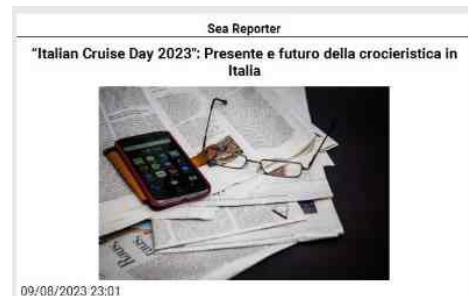 Sea Reporter
"Italian Cruise Day 2023": Presente e futuro della crocieristica in
Italia
09/08/2023 23:01